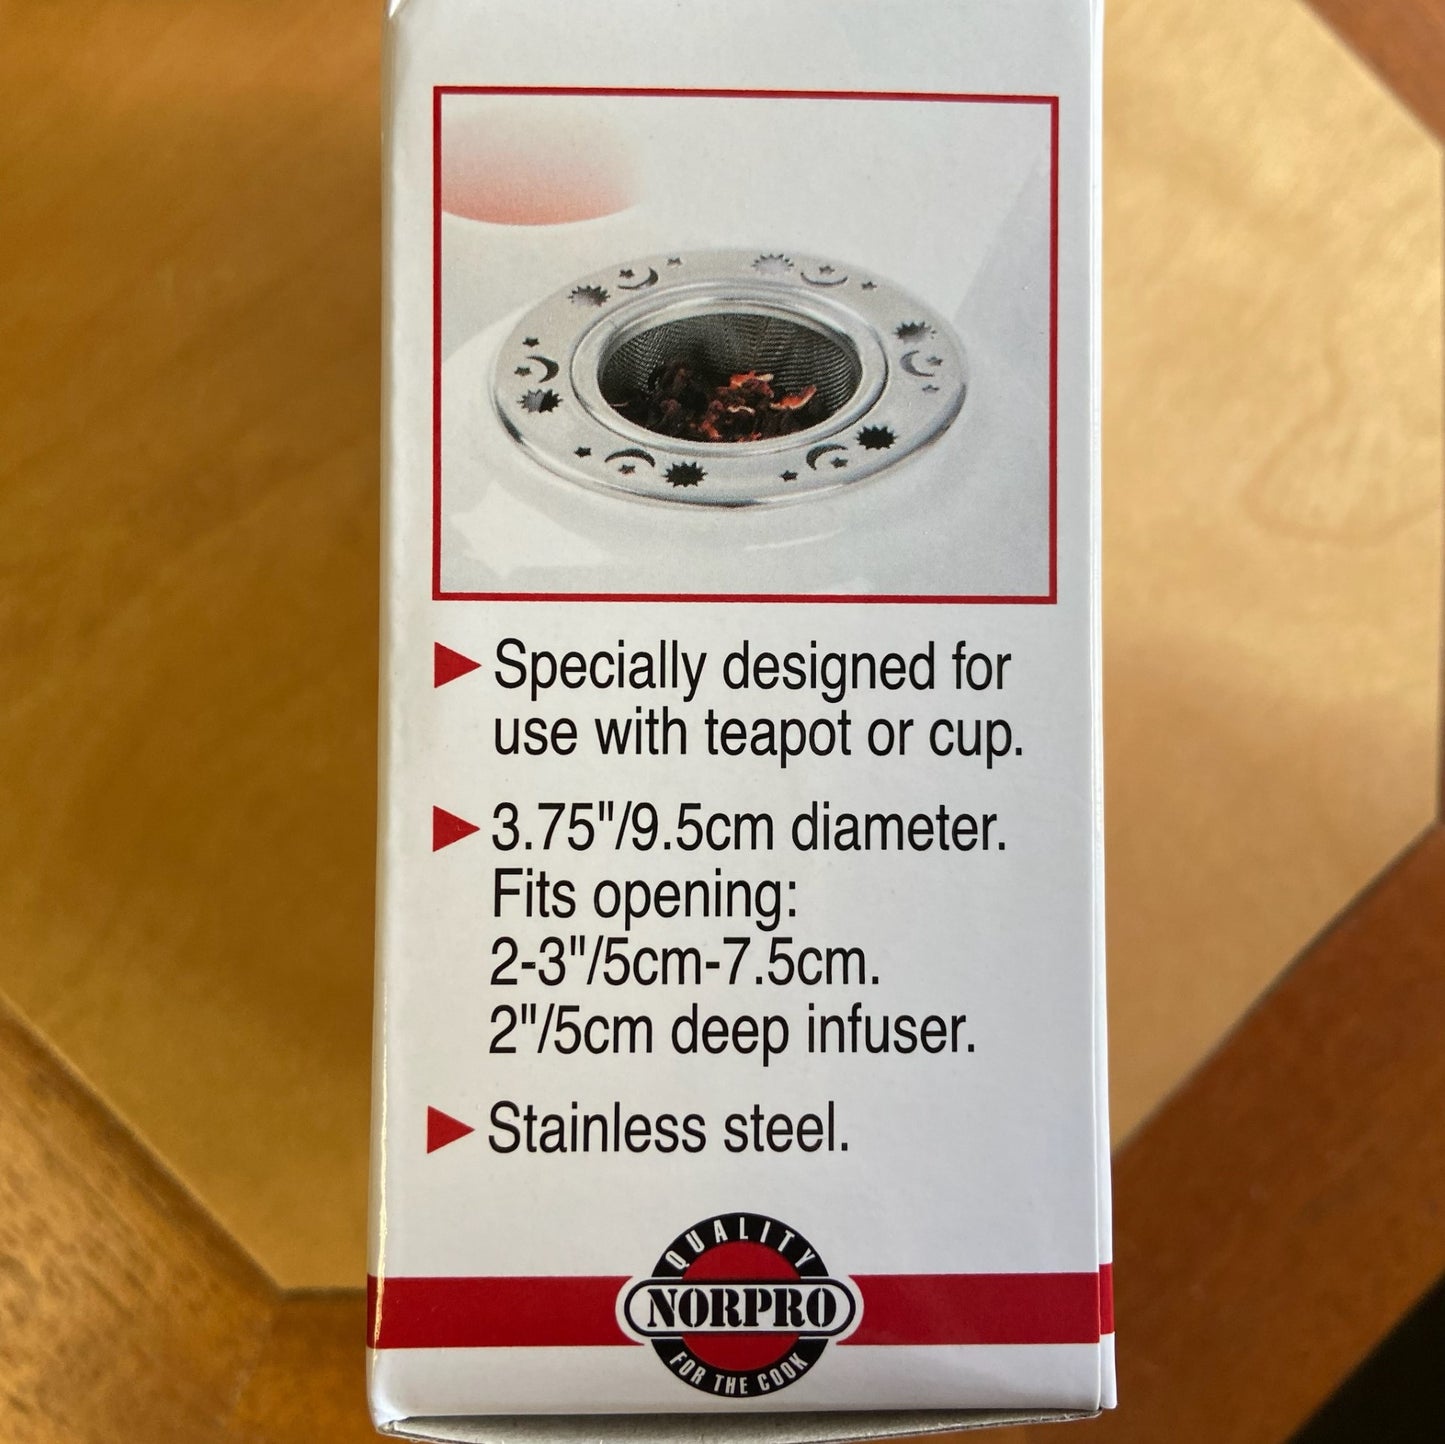 Specially designed for
use with teapot or cup.
3.75"/9.5cm diameter.
Fits opening:
2-3"/5cm-7.5cm.
2"/5cm deep infuser.
Stainless steel.
QUALITY
NORPRO
FOR THE COOK